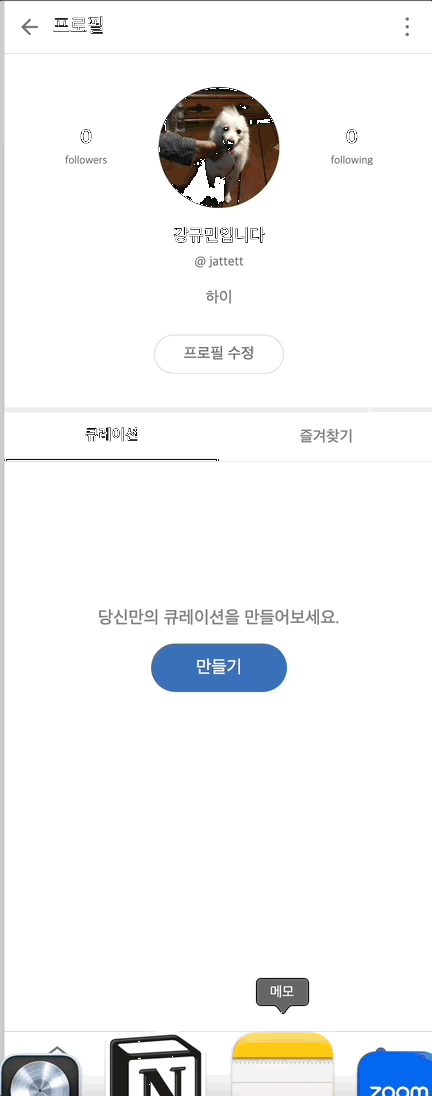 프로필
0
followers
0
following
강규민입니다
@ jattett
하이
프로필 수정
큐레이션
즐겨찾기
당신만의 큐레이션을 만들어보세요.
만들기
메모
N
zoom